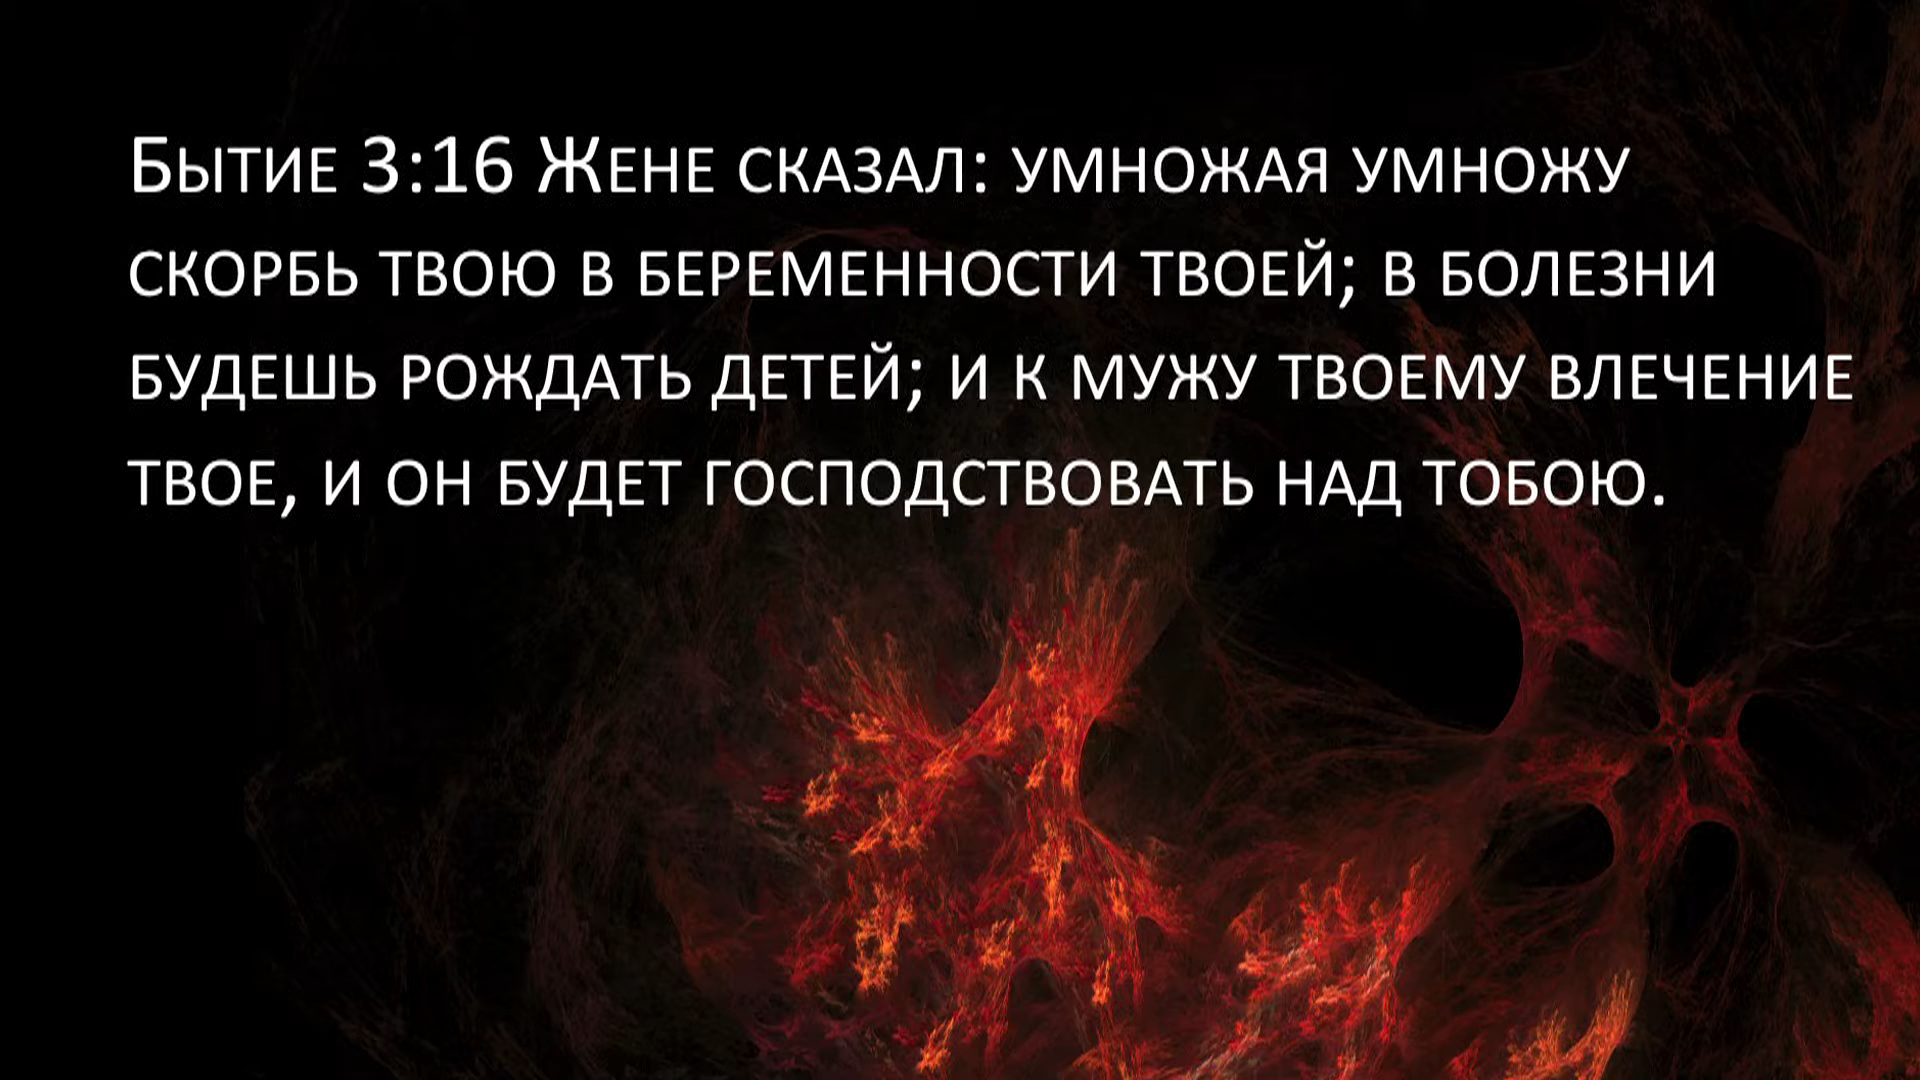 Бытие 3:16 Жене сказал: умножая умножу
скорбь твою в беременности твоей; в болезни
будешь рождать детей; и к мужу твоему влечение
твое, и он будет господствовать над тобою.